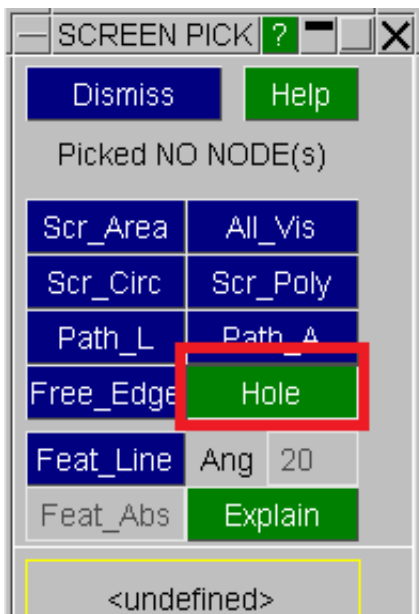 SCREEN PICK ?
Dismiss Help
Picked NO NODE(s)
Scr_Area All_Vis
Scr_Circ Scr_Poly
Path_L Path_A
Free_Edge Hole
Feat_Line Ang 20
Feat_Abs Explain
<undefined>